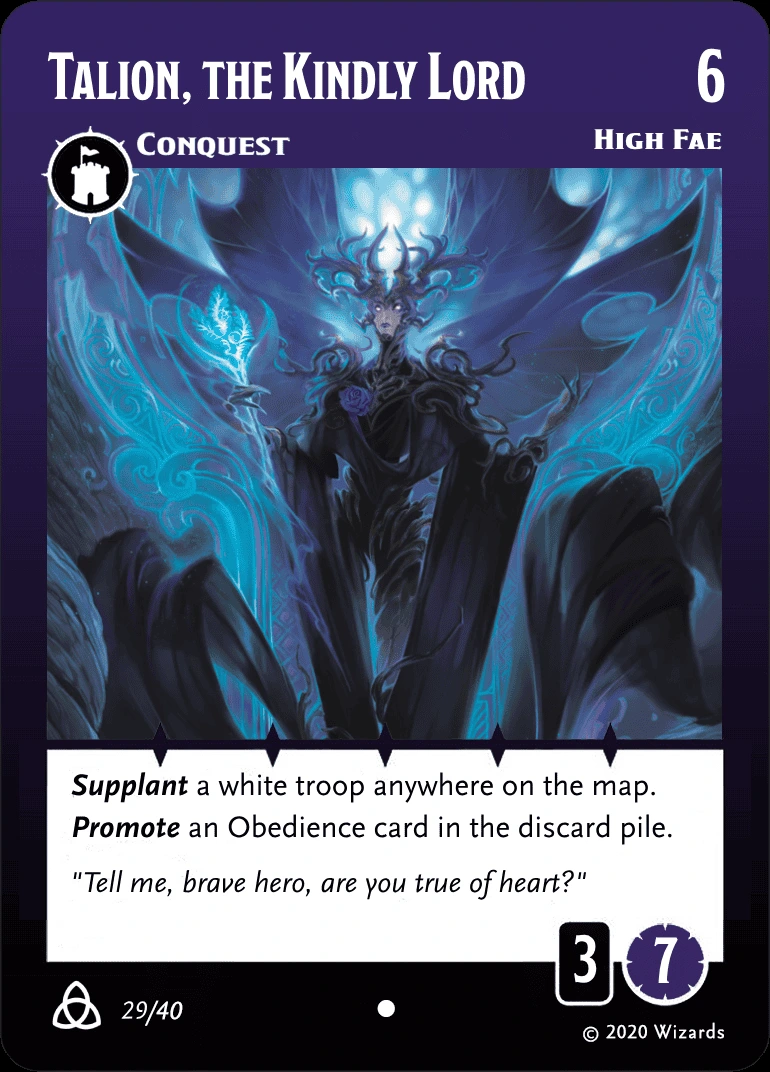 Talion, the Kindly Lord 6
Conquest High Fae
Supplant a white troop anywhere on the map.
Promote an Obedience card in the discard pile.
"Tell me, brave hero, are you true of heart?"
3 7
29/40
© 2020 Wizards